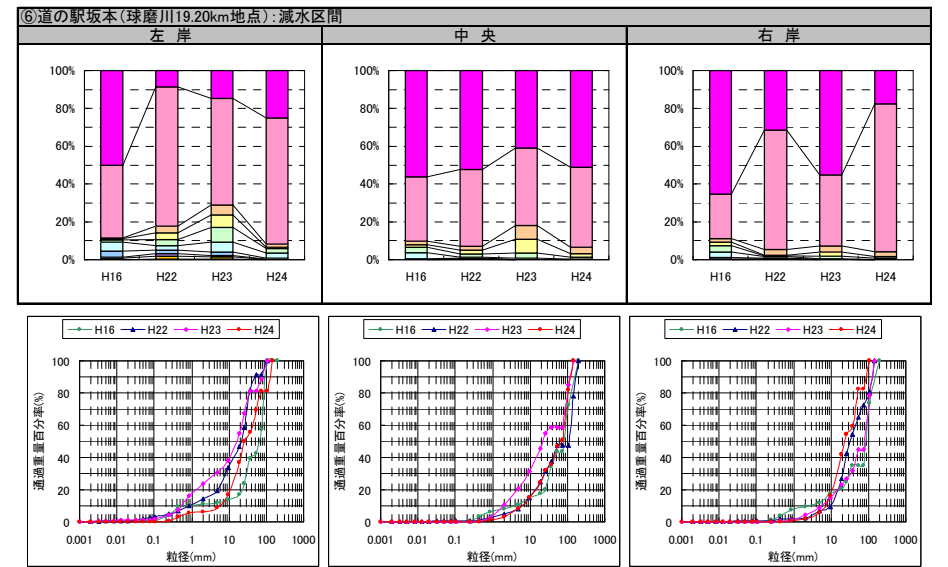 ⑥道の駅坂本(球磨川19.20km地点):減水区間
左 岸 中 央 右 岸
100% 100% 100%
80% 80% 80%
60% 60% 60%
40% 40% 40%
20% 20% 20%
0% 0% 0%
H16 H22 H23 H24 H16 H22 H23 H24 H16 H22 H23 H24
H16 H22 H23 H24 H16 H22 H23 H24 H16 H22 H23 H24
100 100 100
80 80 80
60 60 60
40 40 40
20 20 20
0 0 0
通過重量百分率(%) 通過重量百分率(%) 通過重量百分率(%)
0.001 0.01 0.1 1 10 100 1000 0.001 0.01 0.1 1 10 100 1000 0.001 0.01 0.1 1 10 100 1000
粒径(mm) 粒径(mm) 粒径(mm)